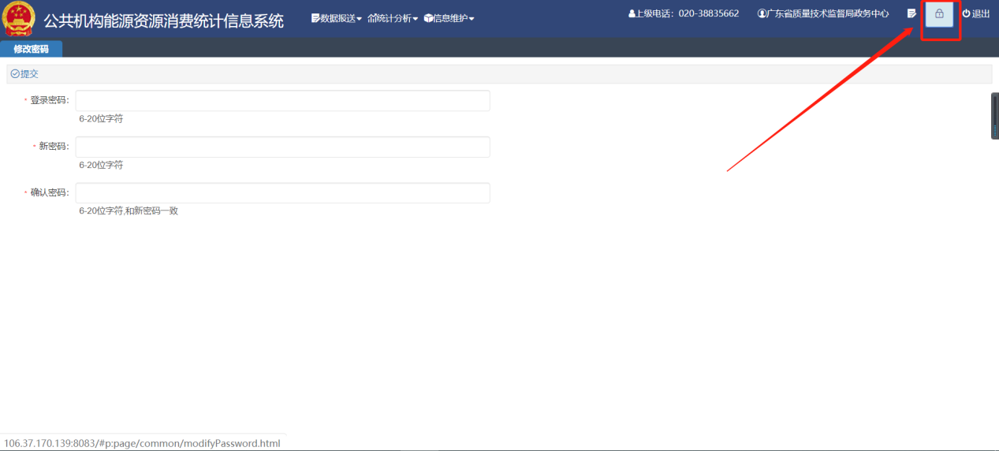 公共机构能源资源消费统计信息系统 数据报送 统计分析 信息维护 上级电话：020-38835662 广东省质量技术监督局政务中心 退出
修改密码
提交
* 登录密码：
6-20位字符
* 新密码：
6-20位字符
* 确认密码：
6-20位字符,和新密码一致
106.37.170.139:8083/#p:page/common/modifyPassword.html